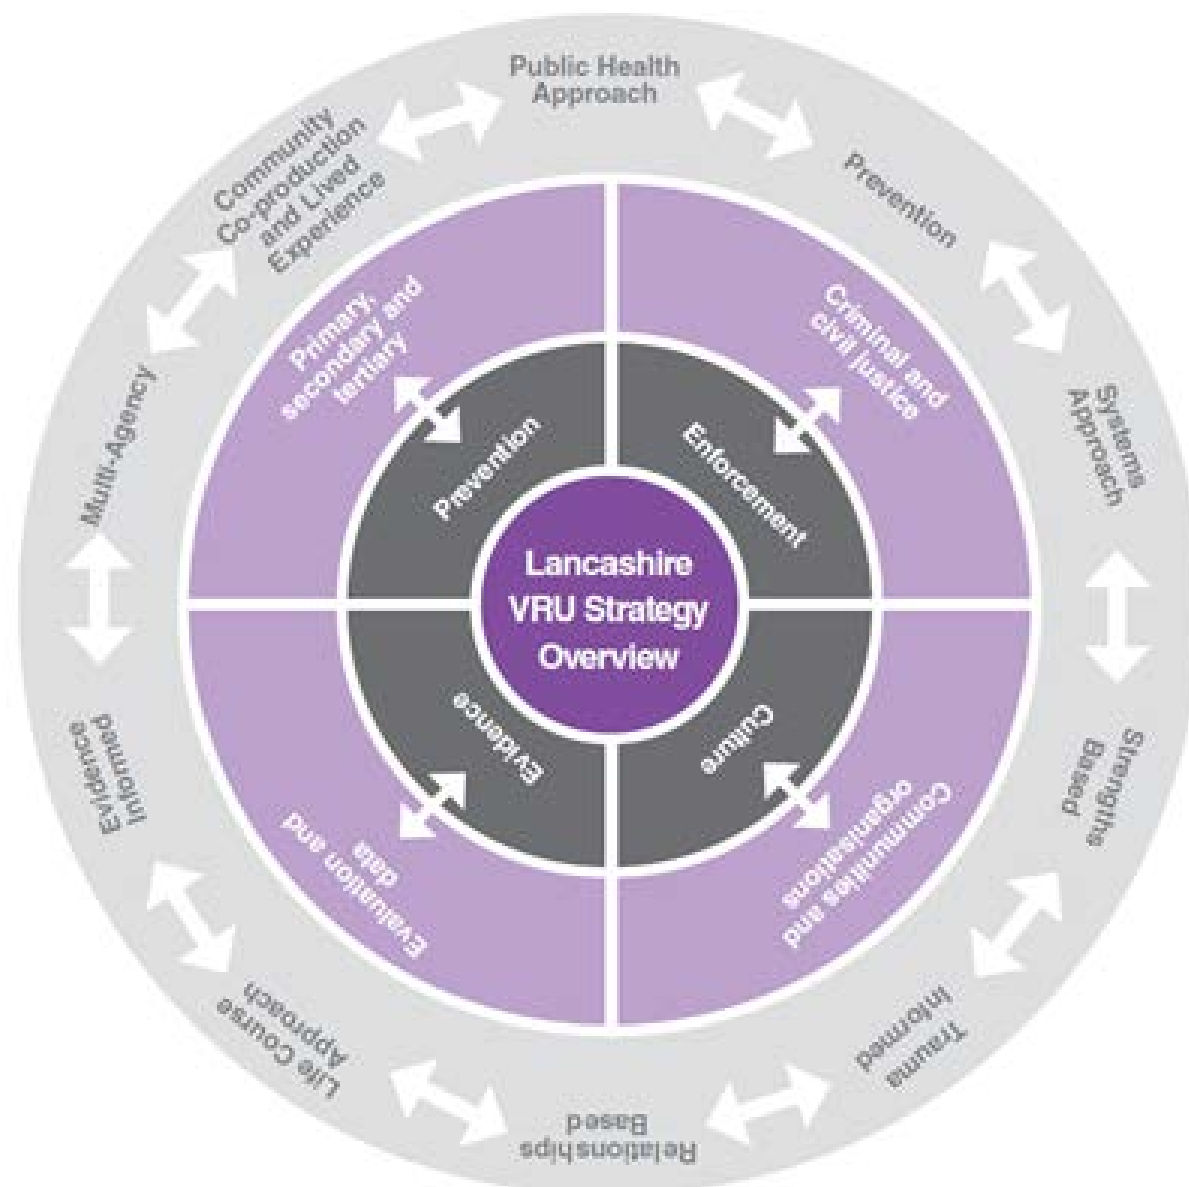 Public Health
Approach
Prevention
Systems
Approach
Strengths
Based
Trauma
Informed
Relationships
Based
Life Course
Approach
Evidence
Informed
Multi-Agency
Community
Co-production
and Lived
Experience
Primary,
secondary and
tertiary
Criminal and
civil justice
Communities and
organisations
Evaluation and
data
Prevention
Enforcement
Culture
Evidence
Lancashire
VRU Strategy
Overview